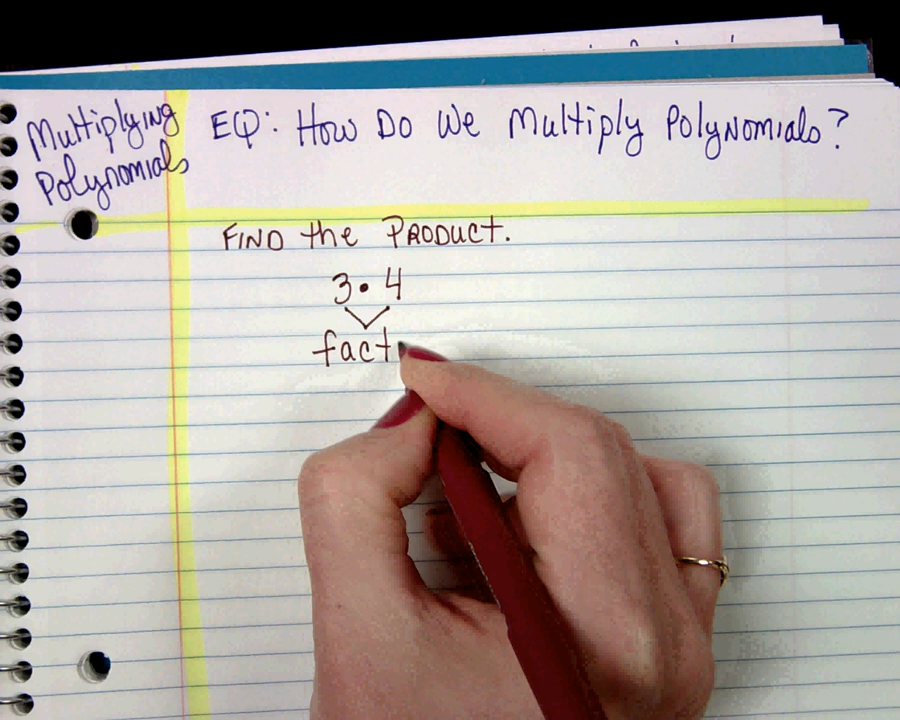 Multiplying
Polynomials
EQ: How Do We Multiply Polynomials?
Find the Product.
3 • 4
fact